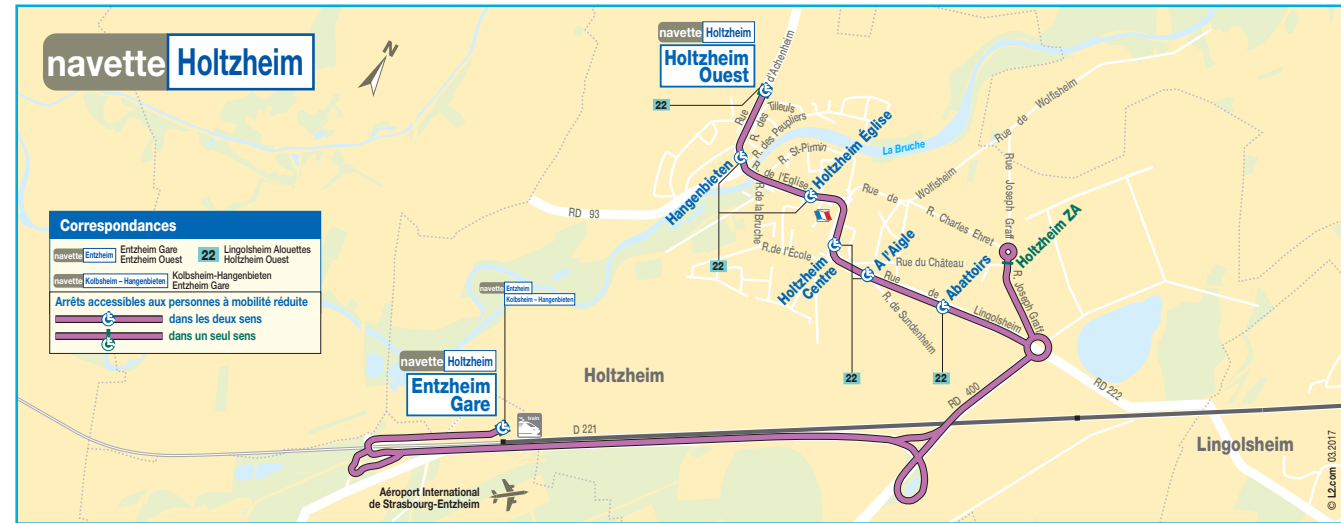 navette Holtzheim
N
navette Holtzheim
Holtzheim
Ouest
22
Rue d'Achenheim
R. des Tilleuls
R. des Peupliers
R. St-Pirmin
Hangenbieten
R. de l'Eglise
Holtzheim Église
La Bruche
Rue de Wolfisheim
Rue de Wolfisheim
Rue Joseph Graff
R. Charles Ehret
RD 93
R. de la Bruche
R.de l'École
22
Holtzheim
Centre
A l'Aigle
Rue du Château
Abattoirs
Holtzheim ZA
R. Joseph Graff
Rue de Lingolsheim
R. de Sundenheim
22
22
RD 400
RD 222
Correspondances
navette Entzheim
Entzheim Gare
Entzheim Ouest
22
Lingolsheim Alouettes
Holtzheim Ouest
navette Kolbsheim – Hangenbieten
Kolbsheim-Hangenbieten
Entzheim Gare
Arrêts accessibles aux personnes à mobilité réduite
dans les deux sens
dans un seul sens
navette Entzheim
Kolbsheim – Hangenbieten
navette Holtzheim
Entzheim
Gare
train
Holtzheim
D 221
Lingolsheim
Aéroport International
de Strasbourg-Entzheim
© L2.com 03.2017